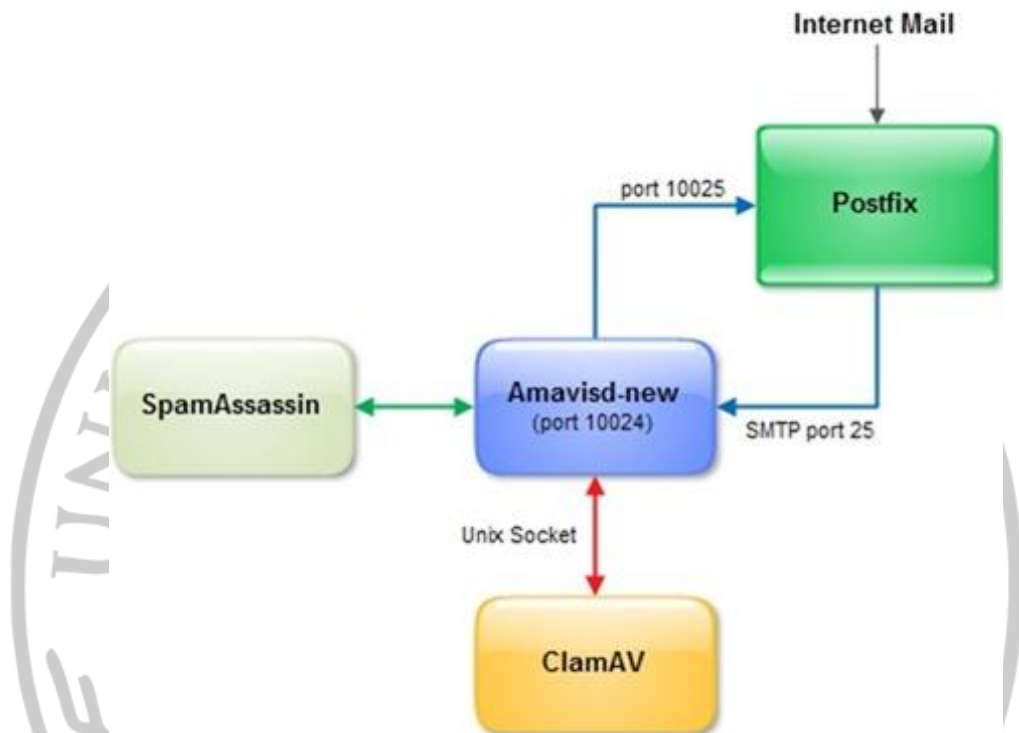 Internet Mail
port 10025
Postfix
SpamAssassin
Amavisd-new
(port 10024)
SMTP port 25
Unix Socket
ClamAV